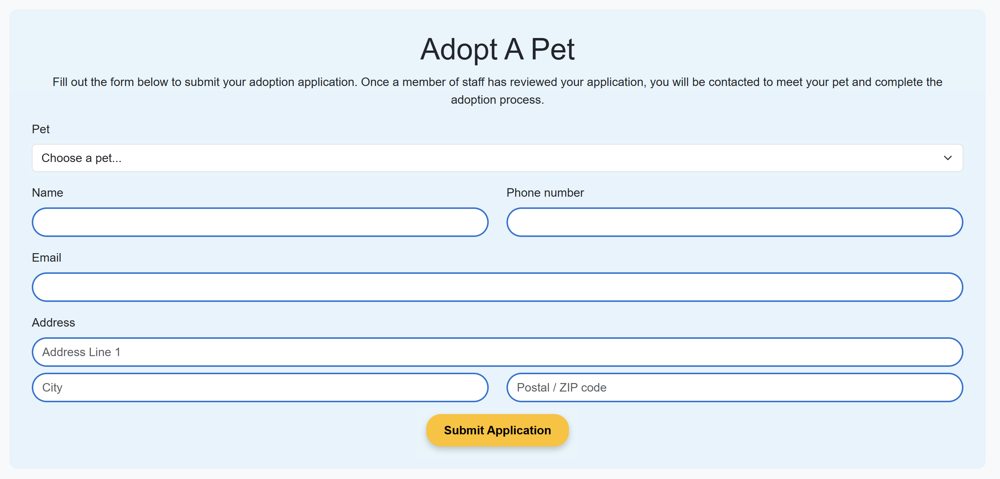 Adopt A Pet
Fill out the form below to submit your adoption application. Once a member of staff has reviewed your application, you will be contacted to meet your pet and complete the
adoption process.
Pet
Choose a pet...
Name
Phone number
Email
Address
Address Line 1
City
Postal / ZIP code
Submit Application